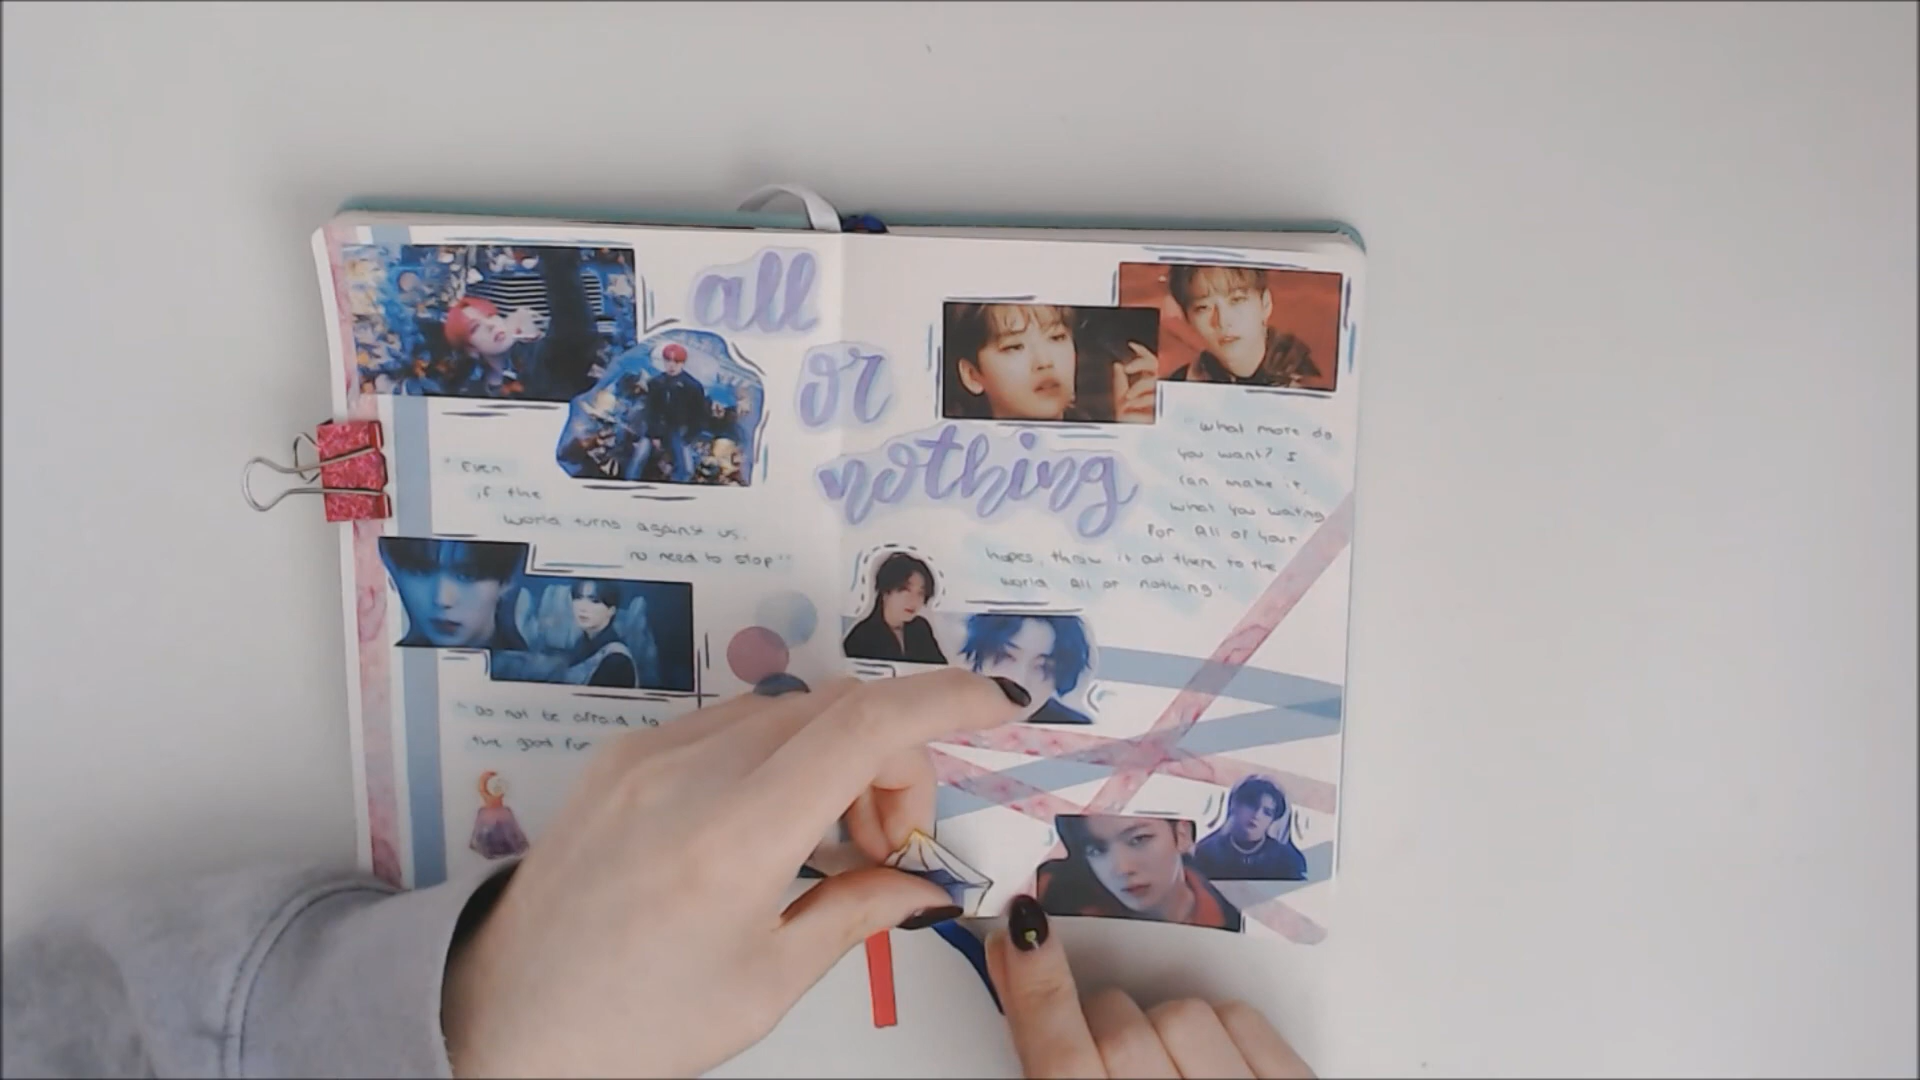 all
or
nothing
"Even
if the
world turns against us.
no need to stop"
"Do not be afraid to
the good fur
"what more do
you want? I
can make it,
what you waiting
for All of your
hopes, throw it out there to the
world All or nothing"